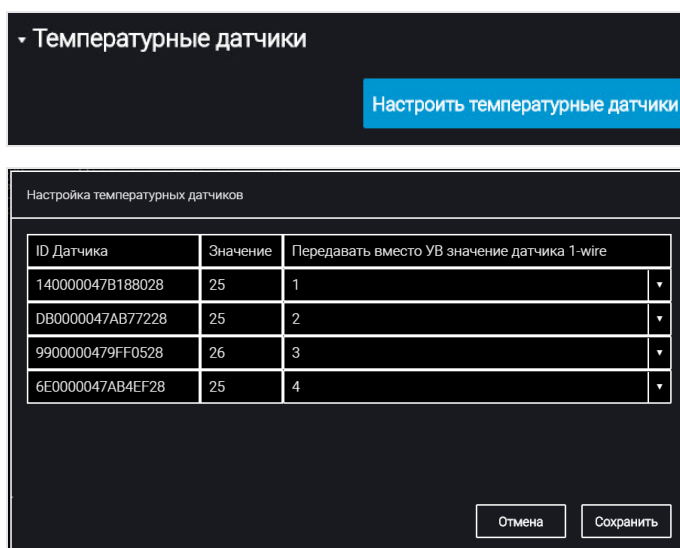 Температурные датчики
Настроить температурные датчики
Настройка температурных датчиков
ID Датчика Значение Передавать вместо УВ значение датчика 1-wire
140000047B188028 25 1
DB0000047AB77228 25 2
9900000479FF0528 26 3
6E0000047AB4EF28 25 4
Отмена Сохранить